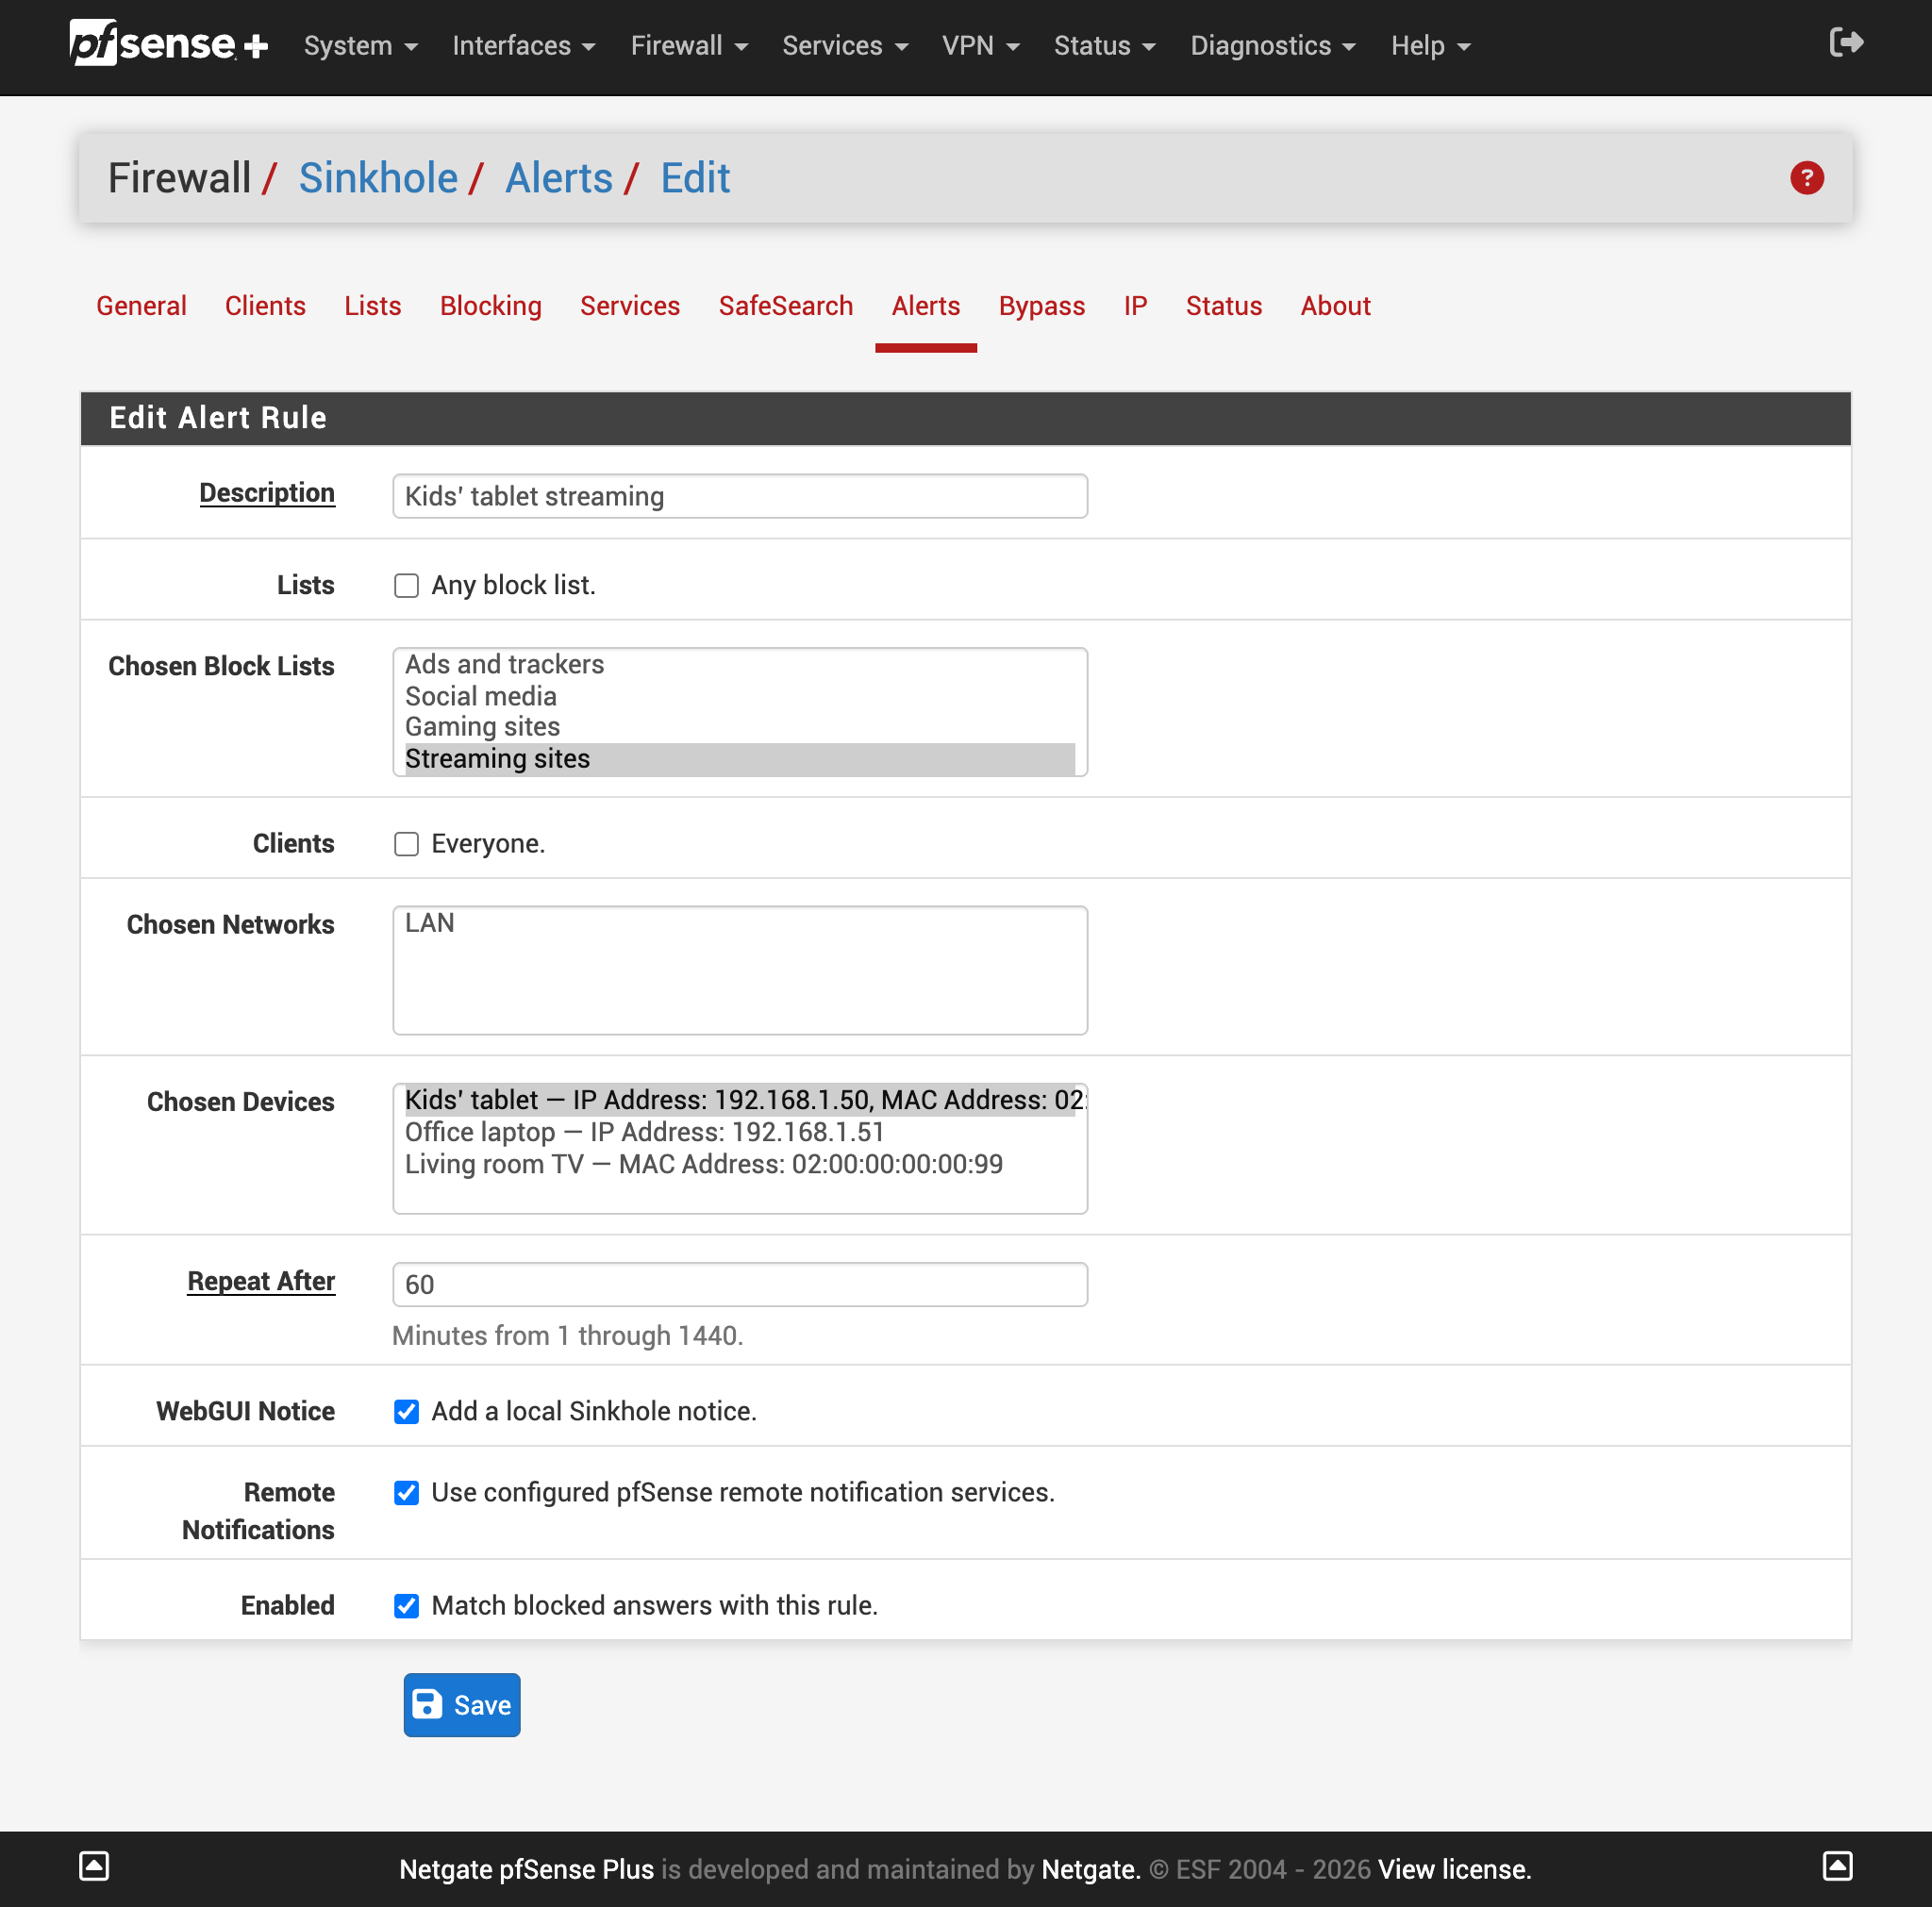 pfsense +
System
Interfaces
Firewall
Services
VPN
Status
Diagnostics
Help
Firewall / Sinkhole / Alerts / Edit
?
General
Clients
Lists
Blocking
Services
SafeSearch
Alerts
Bypass
IP
Status
About
Edit Alert Rule
Description
Kids' tablet streaming
Lists
Any block list.
Chosen Block Lists
Ads and trackers
Social media
Gaming sites
Streaming sites
Clients
Everyone.
Chosen Networks
LAN
Chosen Devices
Kids' tablet — IP Address: 192.168.1.50, MAC Address: 02:
Office laptop — IP Address: 192.168.1.51
Living room TV — MAC Address: 02:00:00:00:00:99
Repeat After
60
Minutes from 1 through 1440.
WebGUI Notice
Add a local Sinkhole notice.
Remote
Notifications
Use configured pfSense remote notification services.
Enabled
Match blocked answers with this rule.
Save
Netgate pfSense Plus is developed and maintained by Netgate. © ESF 2004 - 2026 View license.